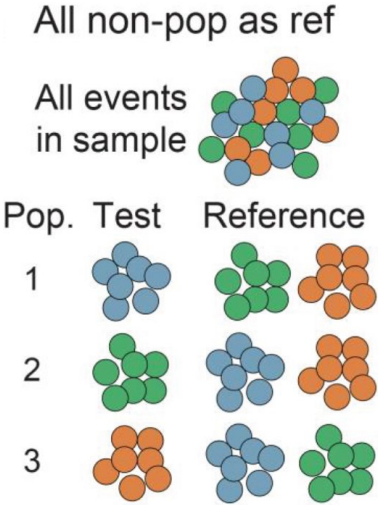 All non-pop as ref
All events
in sample
Pop. Test Reference
1
2
3